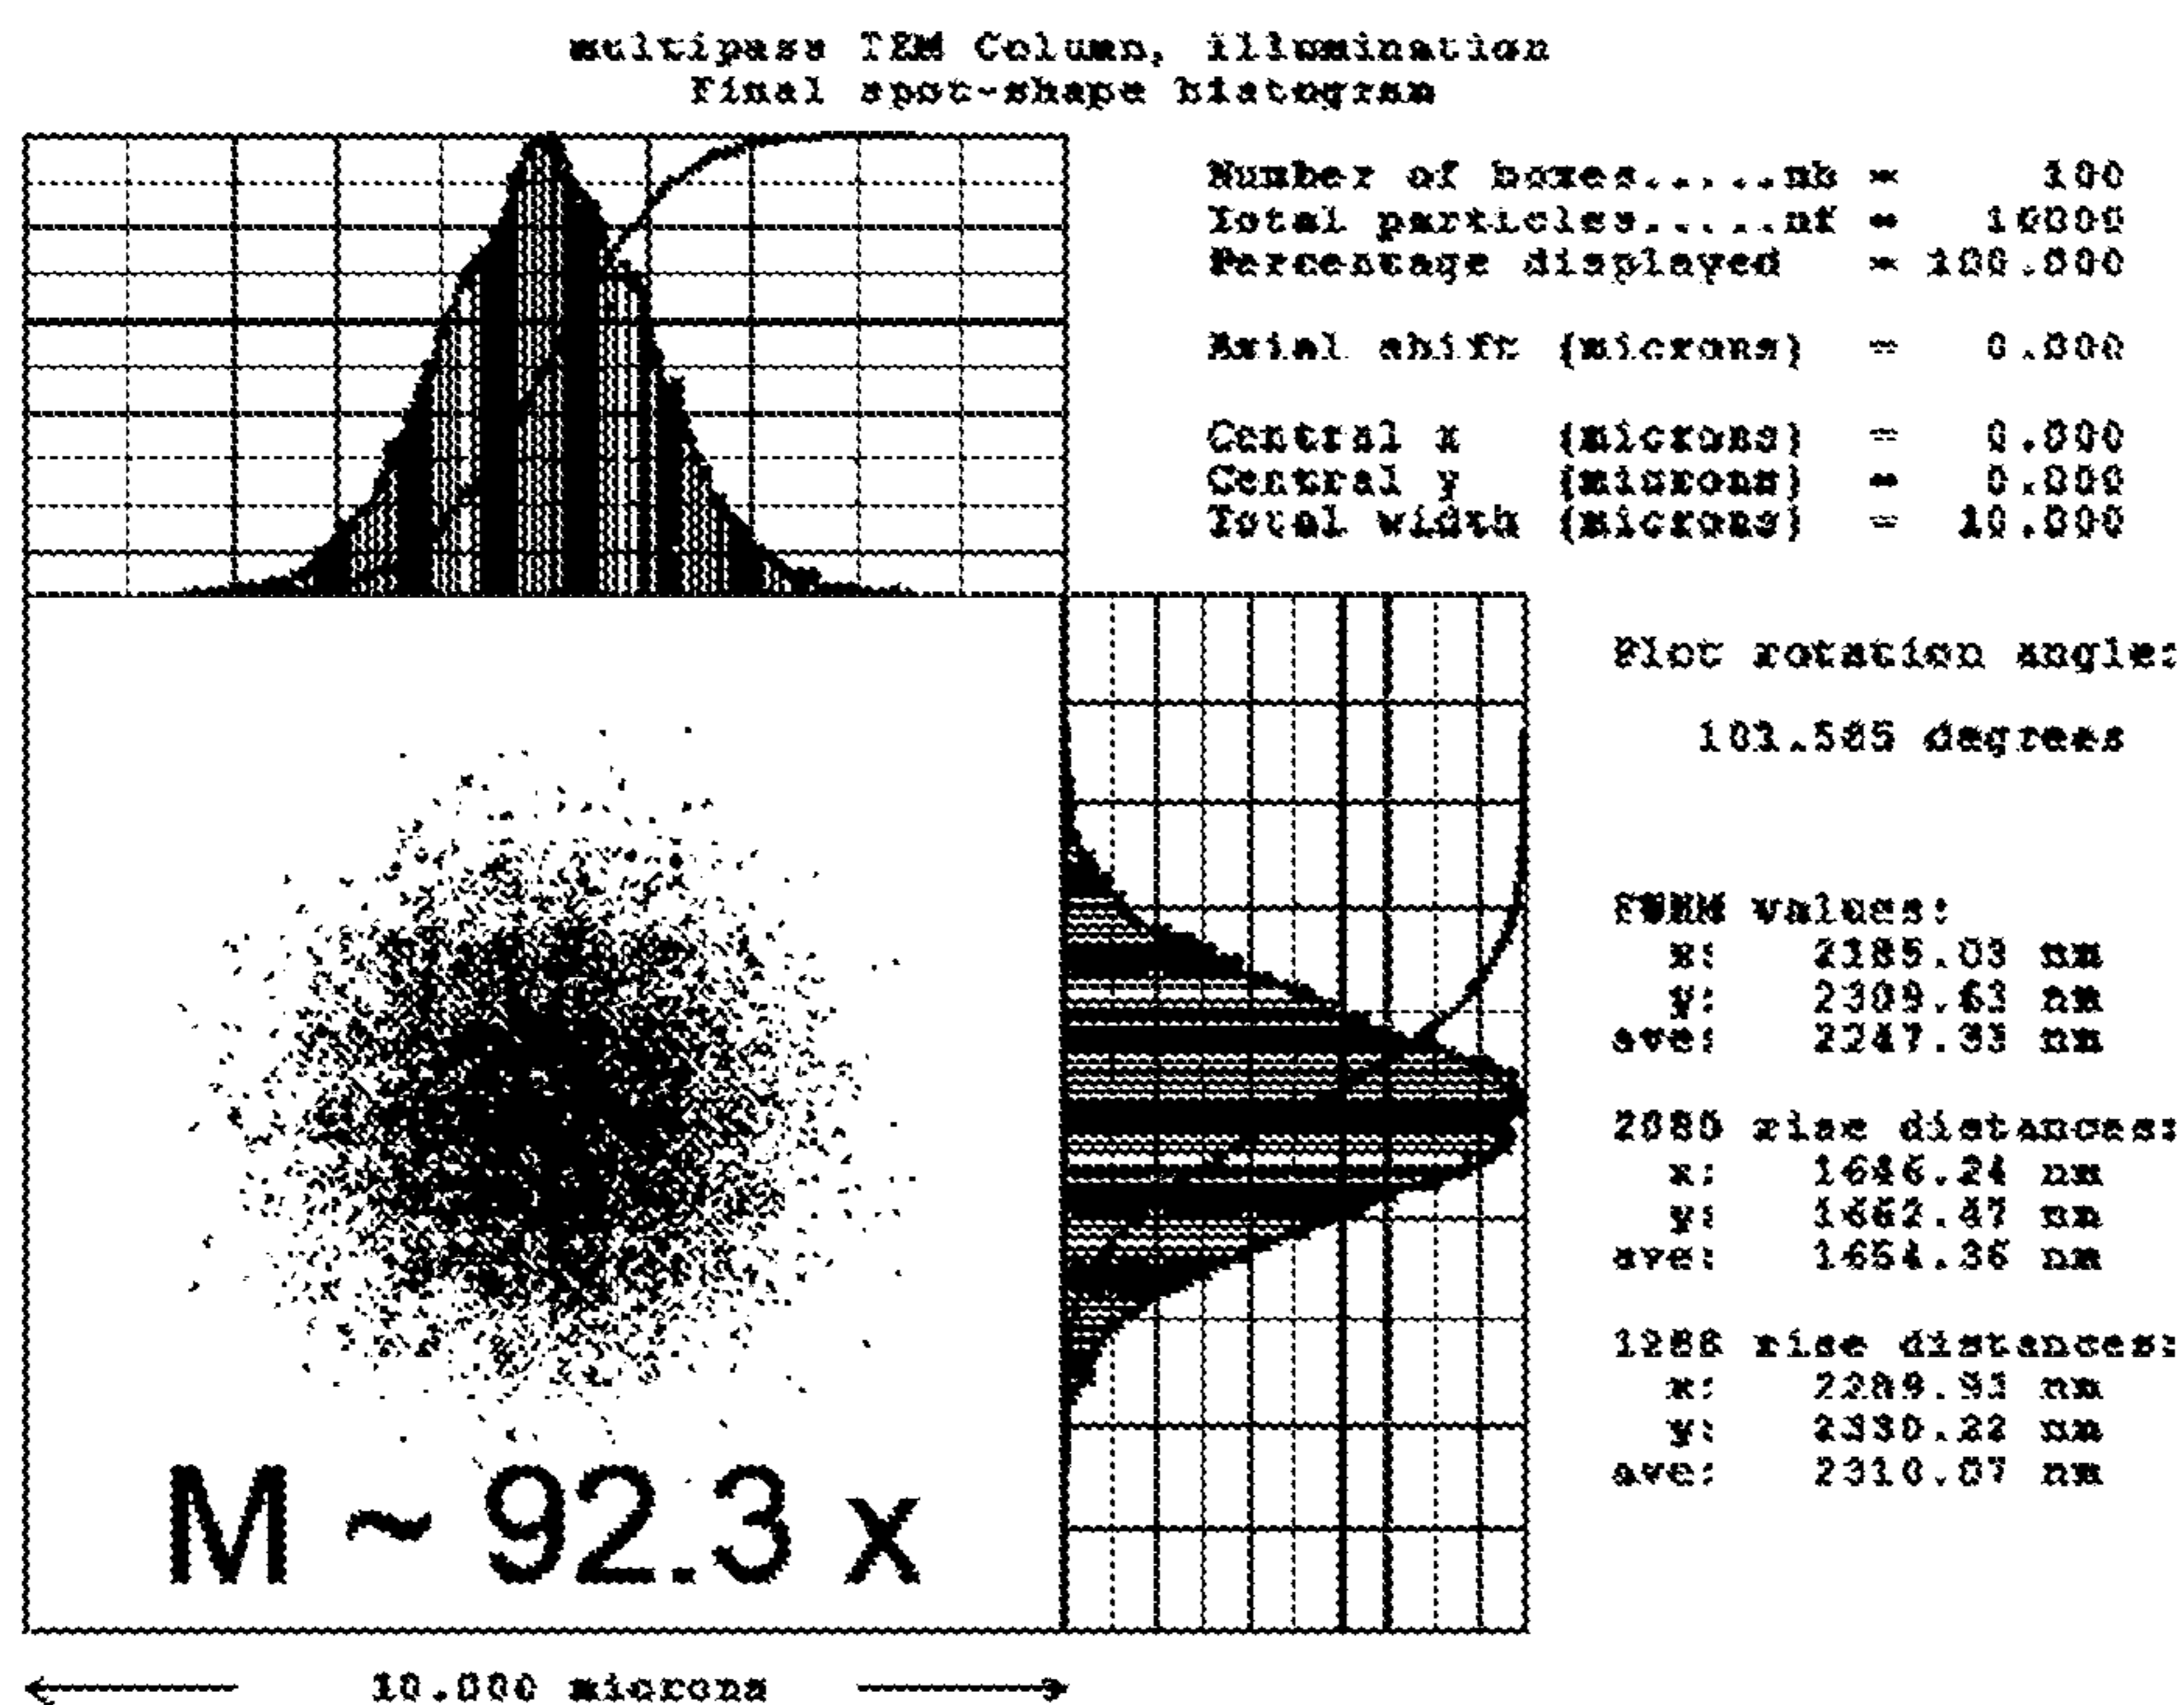 multipass TEM Column, illumination
Final spot-shape histogram
Number of boxes......nb = 100
Total particles......nf = 10000
Percentage displayed = 100.000
Axial shift (microns) = 0.000
Central x (microns) = 0.000
Central y (microns) = 0.000
Total width (microns) = 10.000
Plot rotation angle:
degrees
FWHM values:
x: 2185.03 nm
y: 2309.63 nm
ave: 2247.33 nm
2080 rise distances:
x: 1646.24 nm
y: 1662.47 nm
ave: 1654.36 nm
1288 rise distances:
x: 2289.93 nm
y: 2330.22 nm
ave: 2310.07 nm
M ~ 92.3 x
10.000 microns